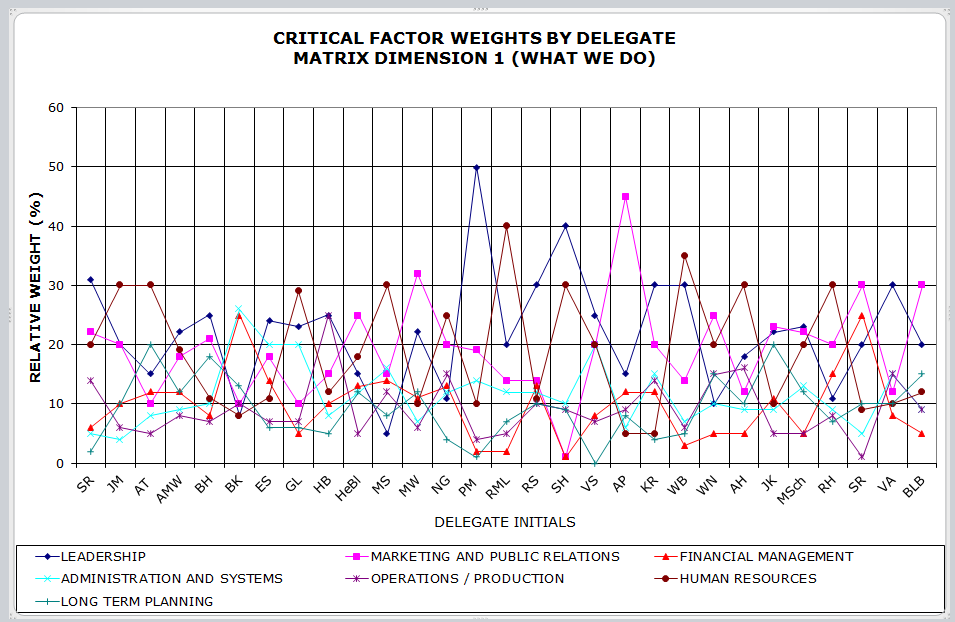 CRITICAL FACTOR WEIGHTS BY DELEGATE
MATRIX DIMENSION 1 (WHAT WE DO)
RELATIVE WEIGHT (%)
60
50
40
30
20
10
0
SR JM AT AMW BH BK ES GL HB HeBl MS MW NG PM RML RS SH VS AP KR WB WN AH JK MSch RH SR VA BLB
DELEGATE INITIALS
LEADERSHIP MARKETING AND PUBLIC RELATIONS FINANCIAL MANAGEMENT
ADMINISTRATION AND SYSTEMS OPERATIONS / PRODUCTION HUMAN RESOURCES
LONG TERM PLANNING